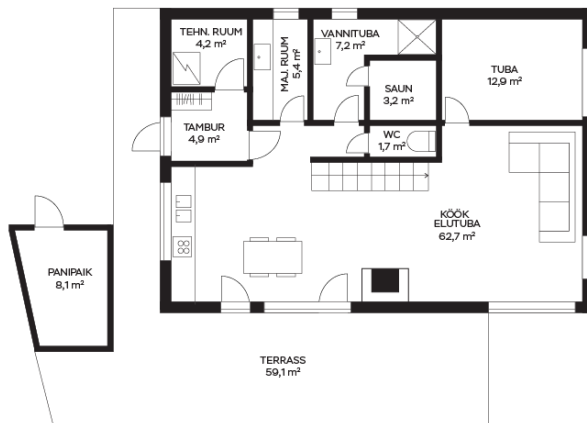 TEHN. RUUM
4,2 m²
MAJ. RUUM
5,4 m²
VANNITUBA
7,2 m²
TUBA
12,9 m²
SAUN
3,2 m²
TAMBUR
4,9 m²
WC
1,7 m²
KÖÖK
ELUTUBA
62,7 m²
PANIPAIK
8,1 m²
TERRASS
59,1 m²